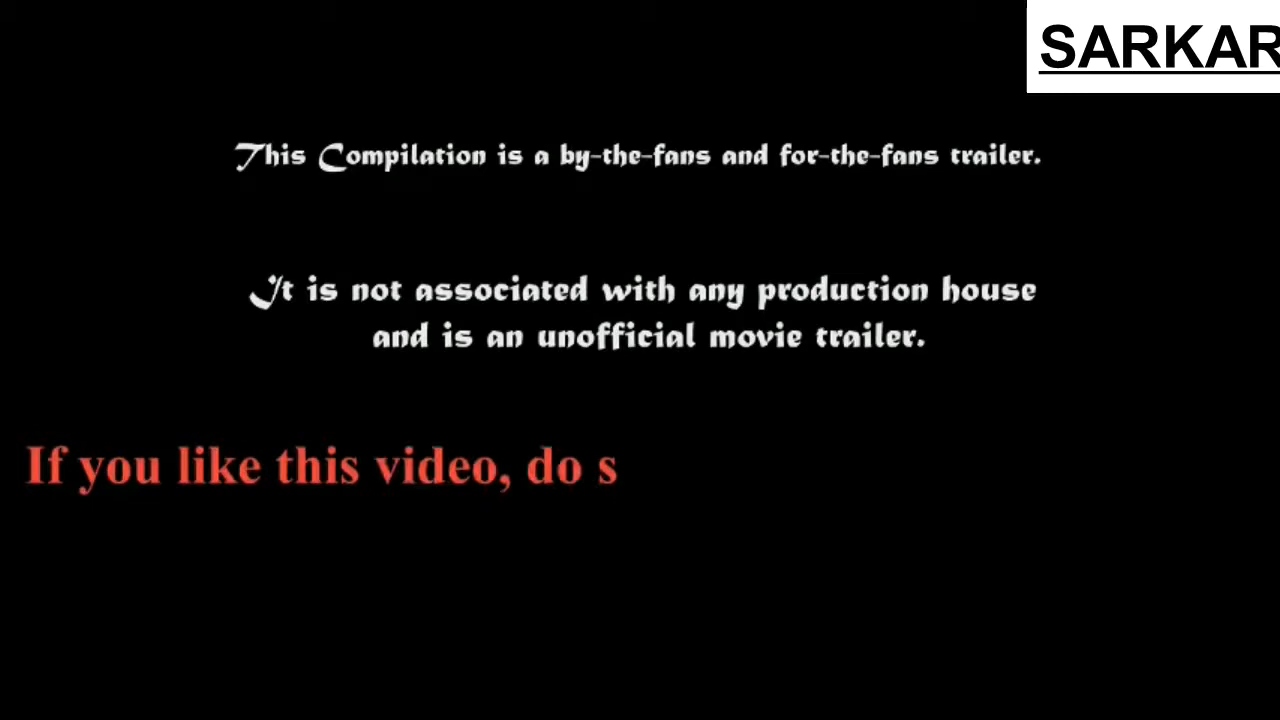 SARKAR
This Compilation is a by-the-fans and for-the-fans trailer.
It is not associated with any production house
and is an unofficial movie trailer.
If you like this video, do s